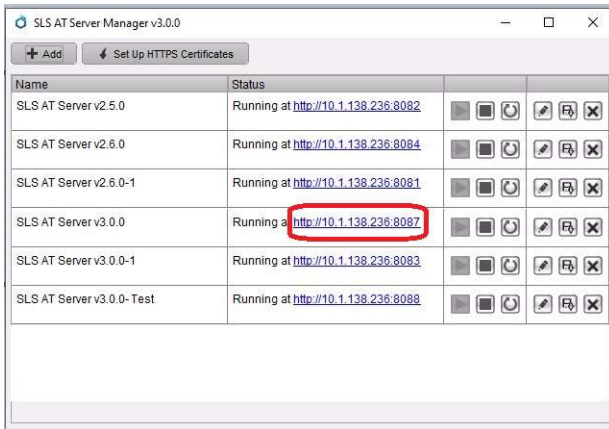 SLS AT Server Manager v3.0.0
Add Set Up HTTPS Certificates
Name Status
SLS AT Server v2.5.0 Running at http://10.1.138.236:8082
SLS AT Server v2.6.0 Running at http://10.1.138.236:8084
SLS AT Server v2.6.0-1 Running at http://10.1.138.236:8081
SLS AT Server v3.0.0 Running a http://10.1.138.236:8087
SLS AT Server v3.0.0-1 Running at http://10.1.138.236:8083
SLS AT Server v3.0.0- Test Running at http://10.1.138.236:8088